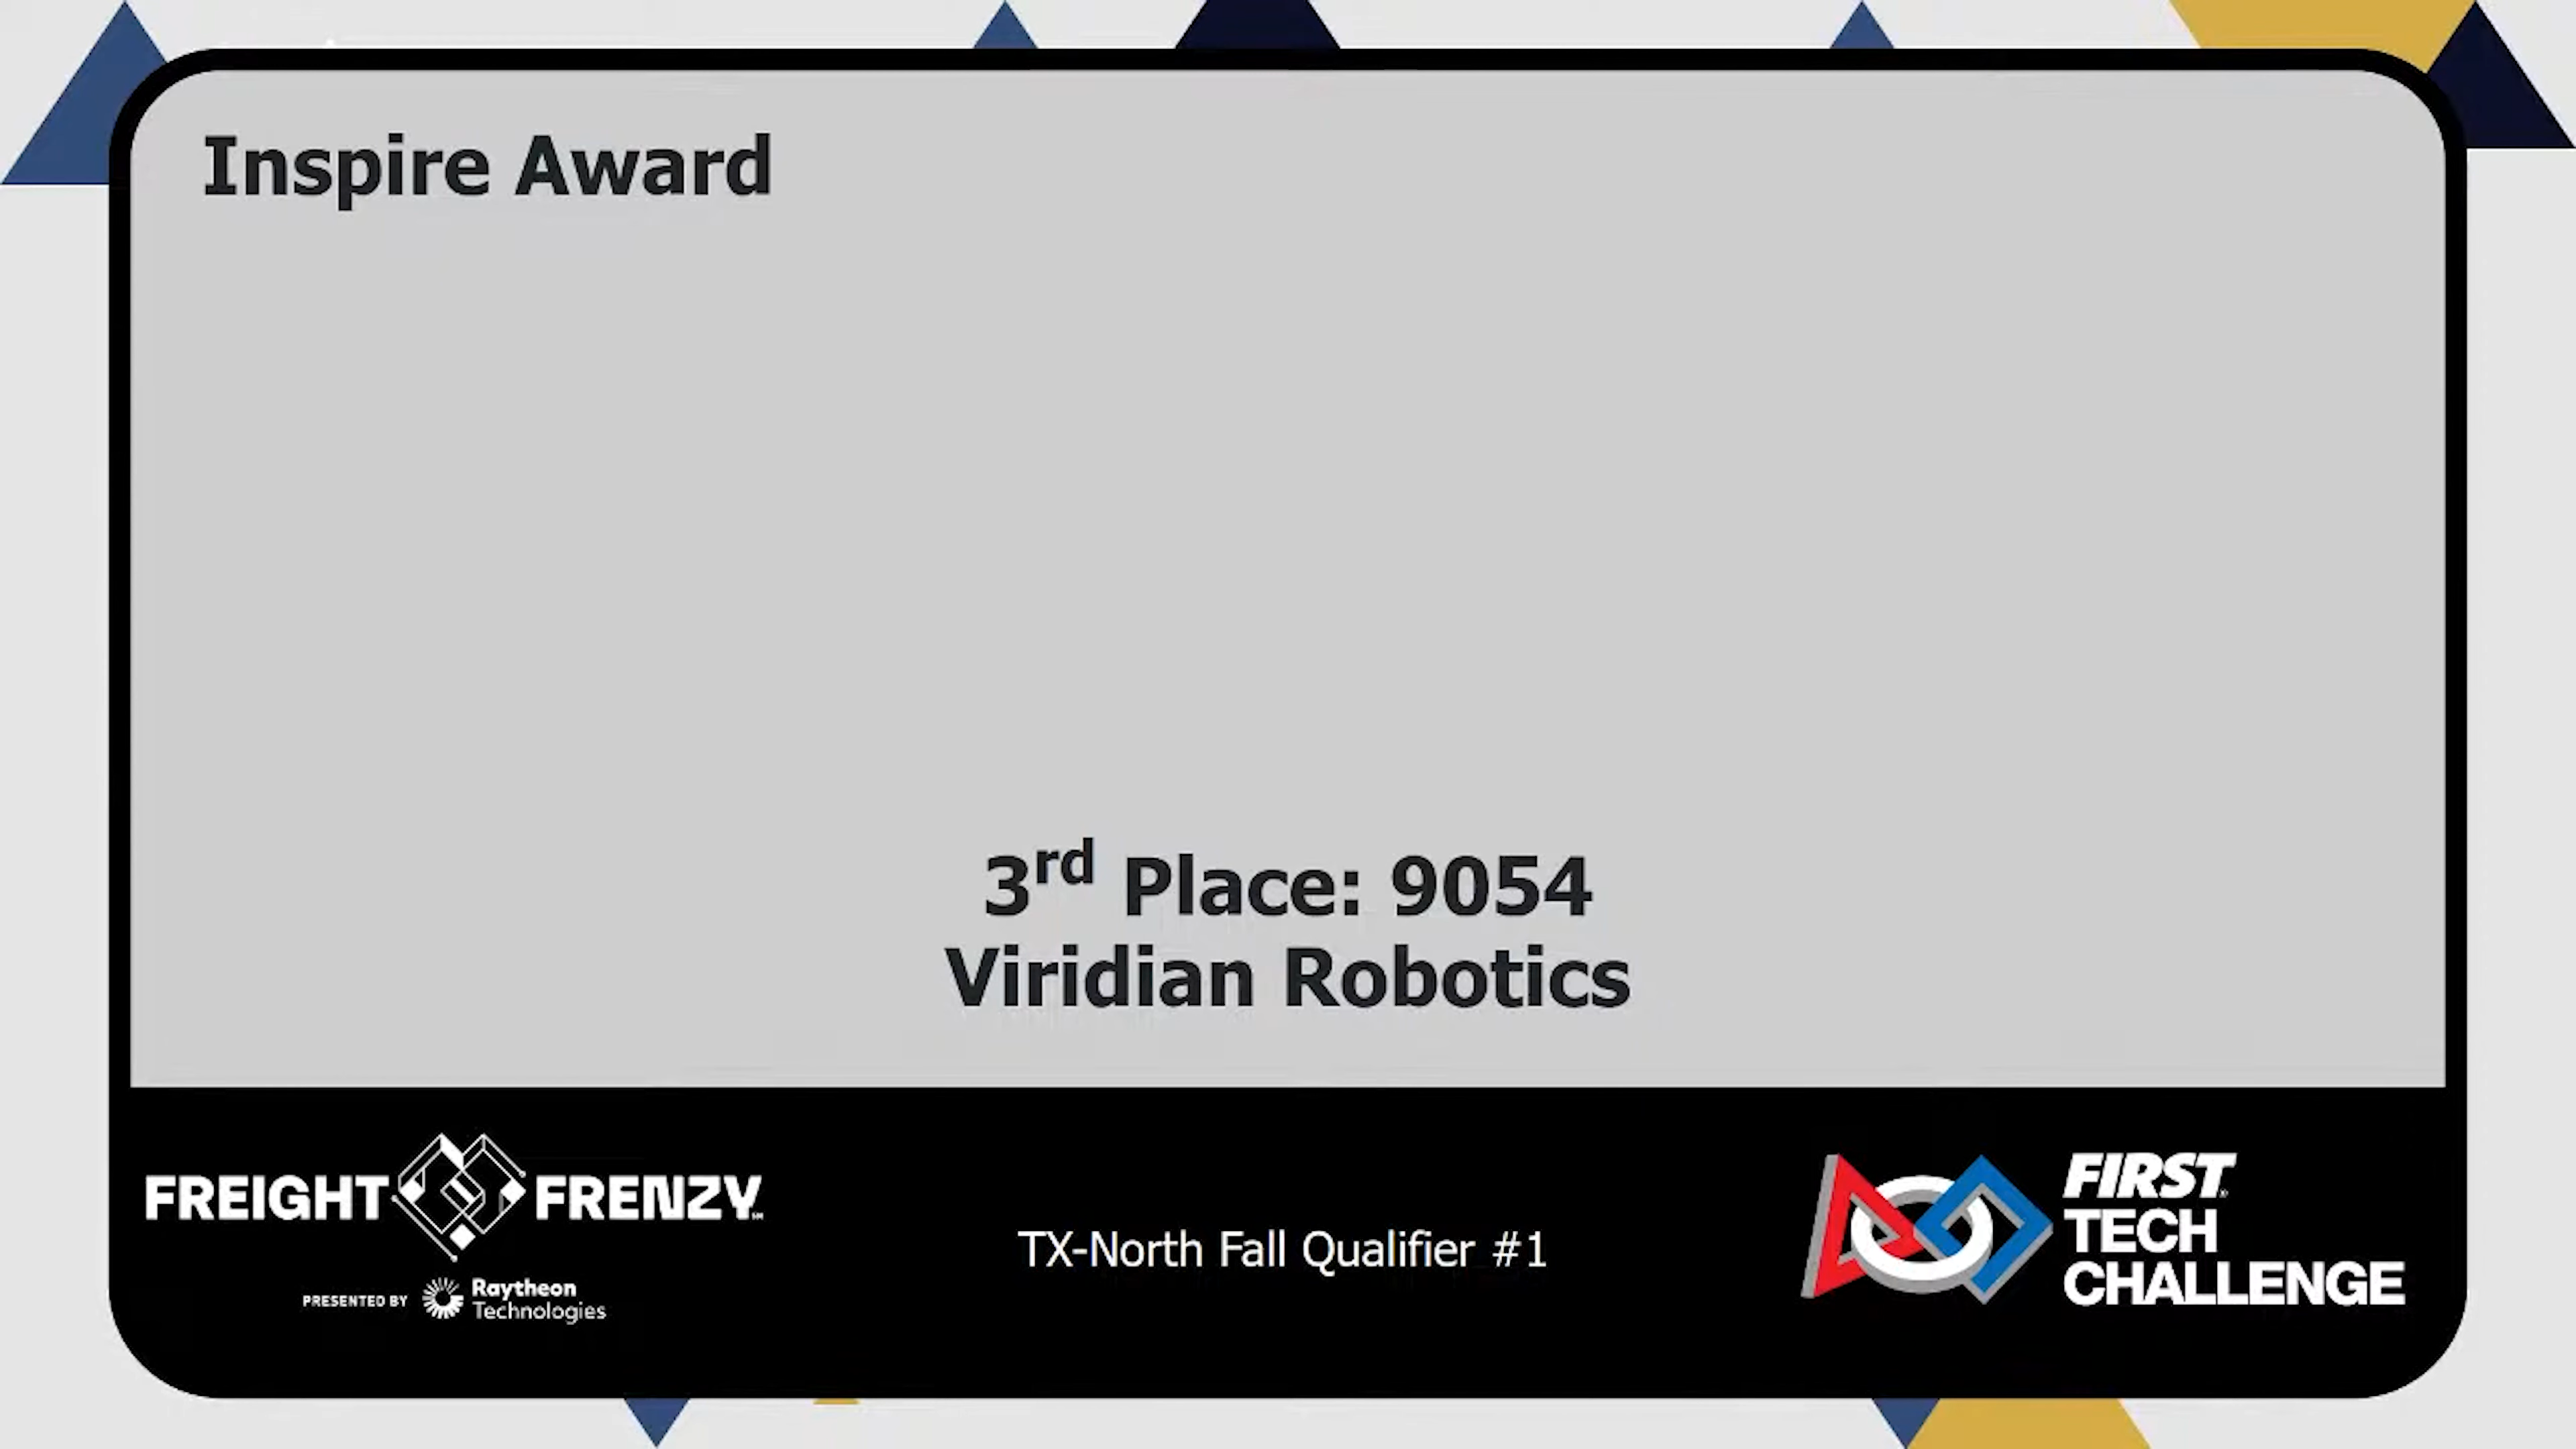 Inspire Award
3rd Place: 9054
Viridian Robotics
FREIGHT FRENZY℠
PRESENTED BY Raytheon
Technologies
TX-North Fall Qualifier #1
FIRST®
TECH
CHALLENGE